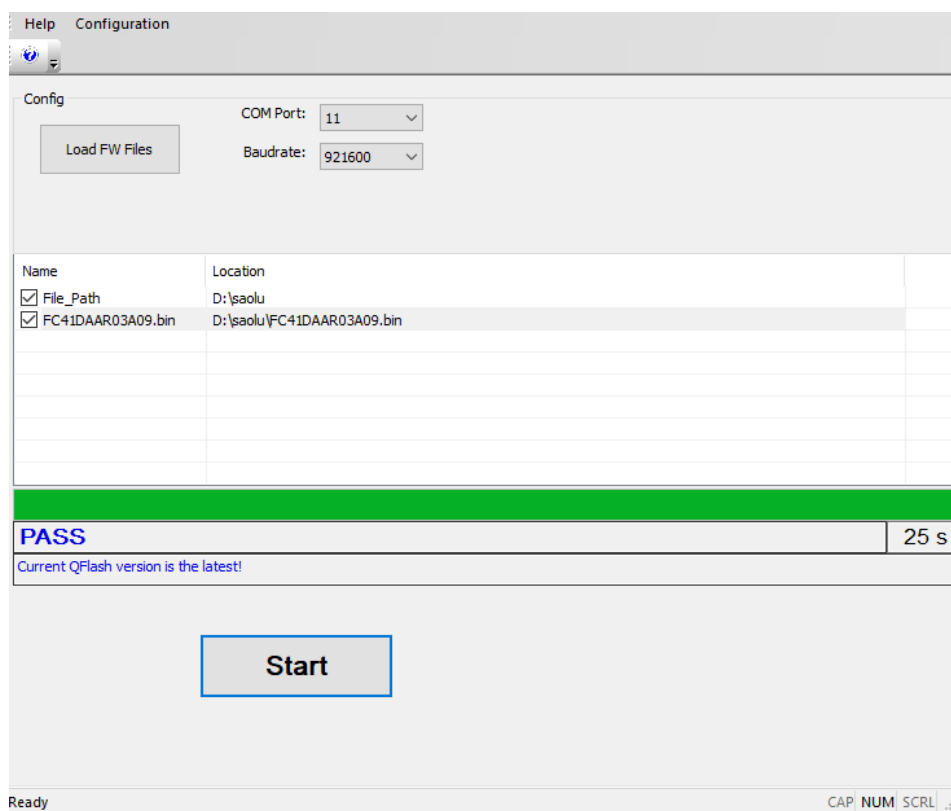 Help Configuration
Config
COM Port: 11
Load FW Files
Baudrate: 921600
Name Location
File_Path D:\saolu
FC41DAAR03A09.bin D:\saolu\FC41DAAR03A09.bin
PASS 25 s
Current QFlash version is the latest!
Start
Ready CAP NUM SCRL